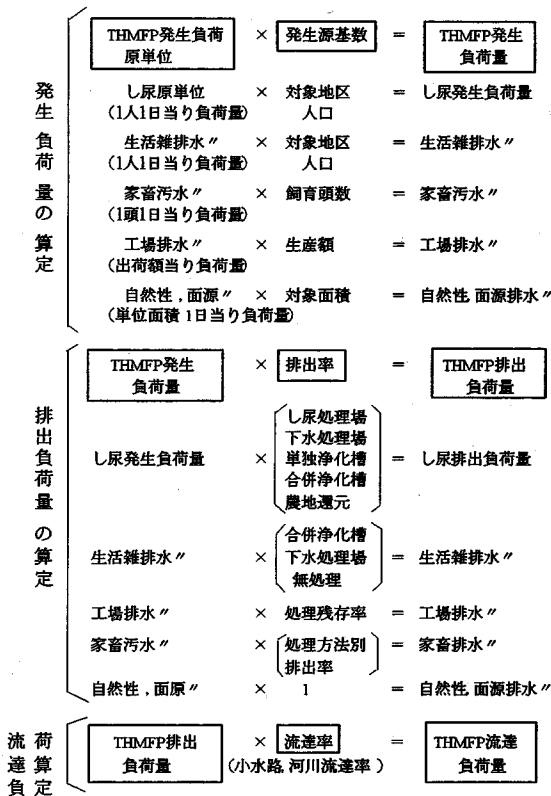 発生負荷量の算定
THMFP発生負荷 × 発生源基数 = THMFP発生
原単位 負荷量
し尿原単位 × 対象地区 = し尿発生負荷量
(1人1日当り負荷量) 人口
生活雑排水〃 × 対象地区 = 生活雑排水〃
(1人1日当り負荷量) 人口
家畜汚水〃 × 飼育頭数 = 家畜汚水〃
(1頭1日当り負荷量)
工場排水〃 × 生産額 = 工場排水〃
(出荷額当り負荷量)
自然性,面源〃 × 対象面積 = 自然性,面源排水〃
(単位面積1日当り負荷量)
排出負荷量の算定
THMFP発生 × 排出率 = THMFP排出
負荷量 負荷量
し尿処理場
下水処理場
し尿発生負荷量 × 単独浄化槽 = し尿排出負荷量
合併浄化槽
農地還元
合併浄化槽
生活雑排水〃 × 下水処理場 = 生活雑排水〃
無処理
工場排水〃 × 処理残存率 = 工場排水〃
家畜汚水〃 × 処理方法別 = 家畜排水〃
排出率
自然性,面原〃 × 1 = 自然性,面源排水〃
流達負荷算定
THMFP排出 × 流達率 = THMFP流達
負荷量 (小水路,河川流達率) 負荷量